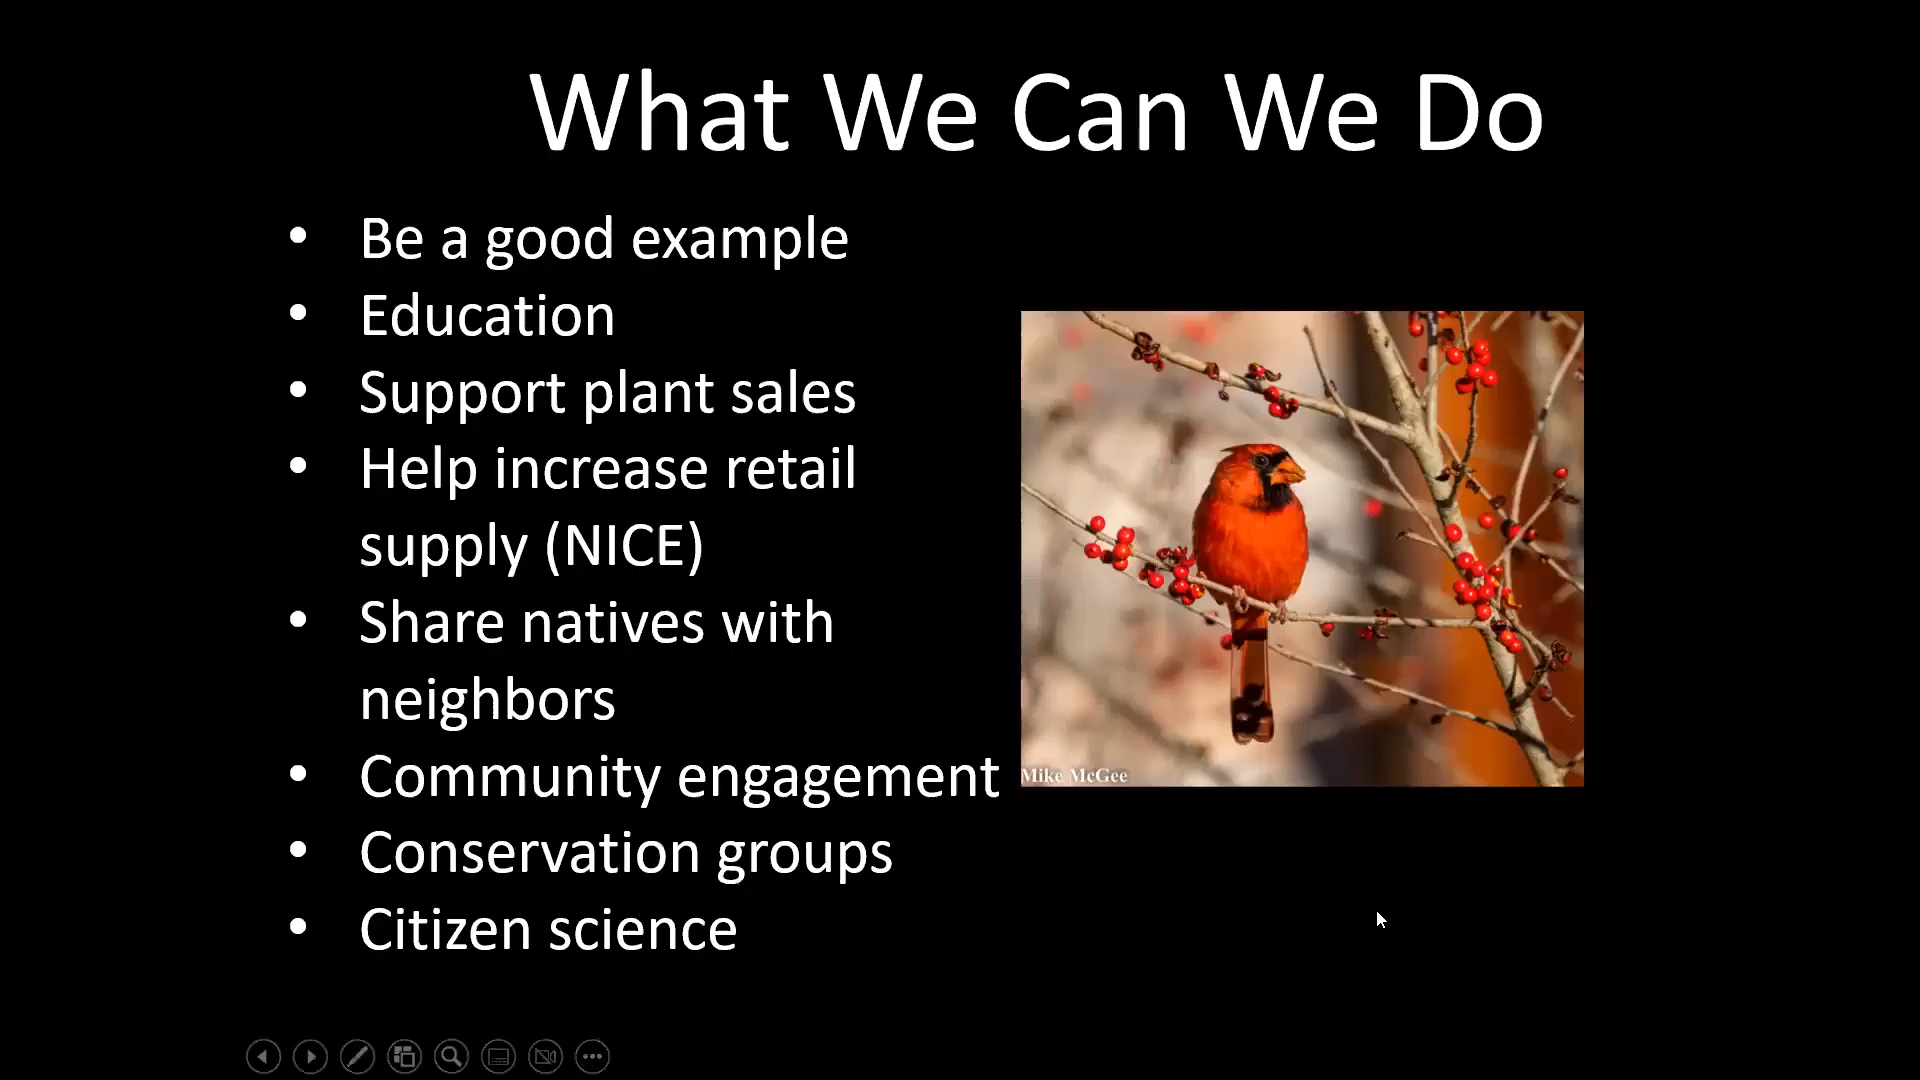 What We Can We Do
• Be a good example
• Education
• Support plant sales
• Help increase retail
supply (NICE)
• Share natives with
neighbors
• Community engagement
• Conservation groups
• Citizen science
Mike McGee